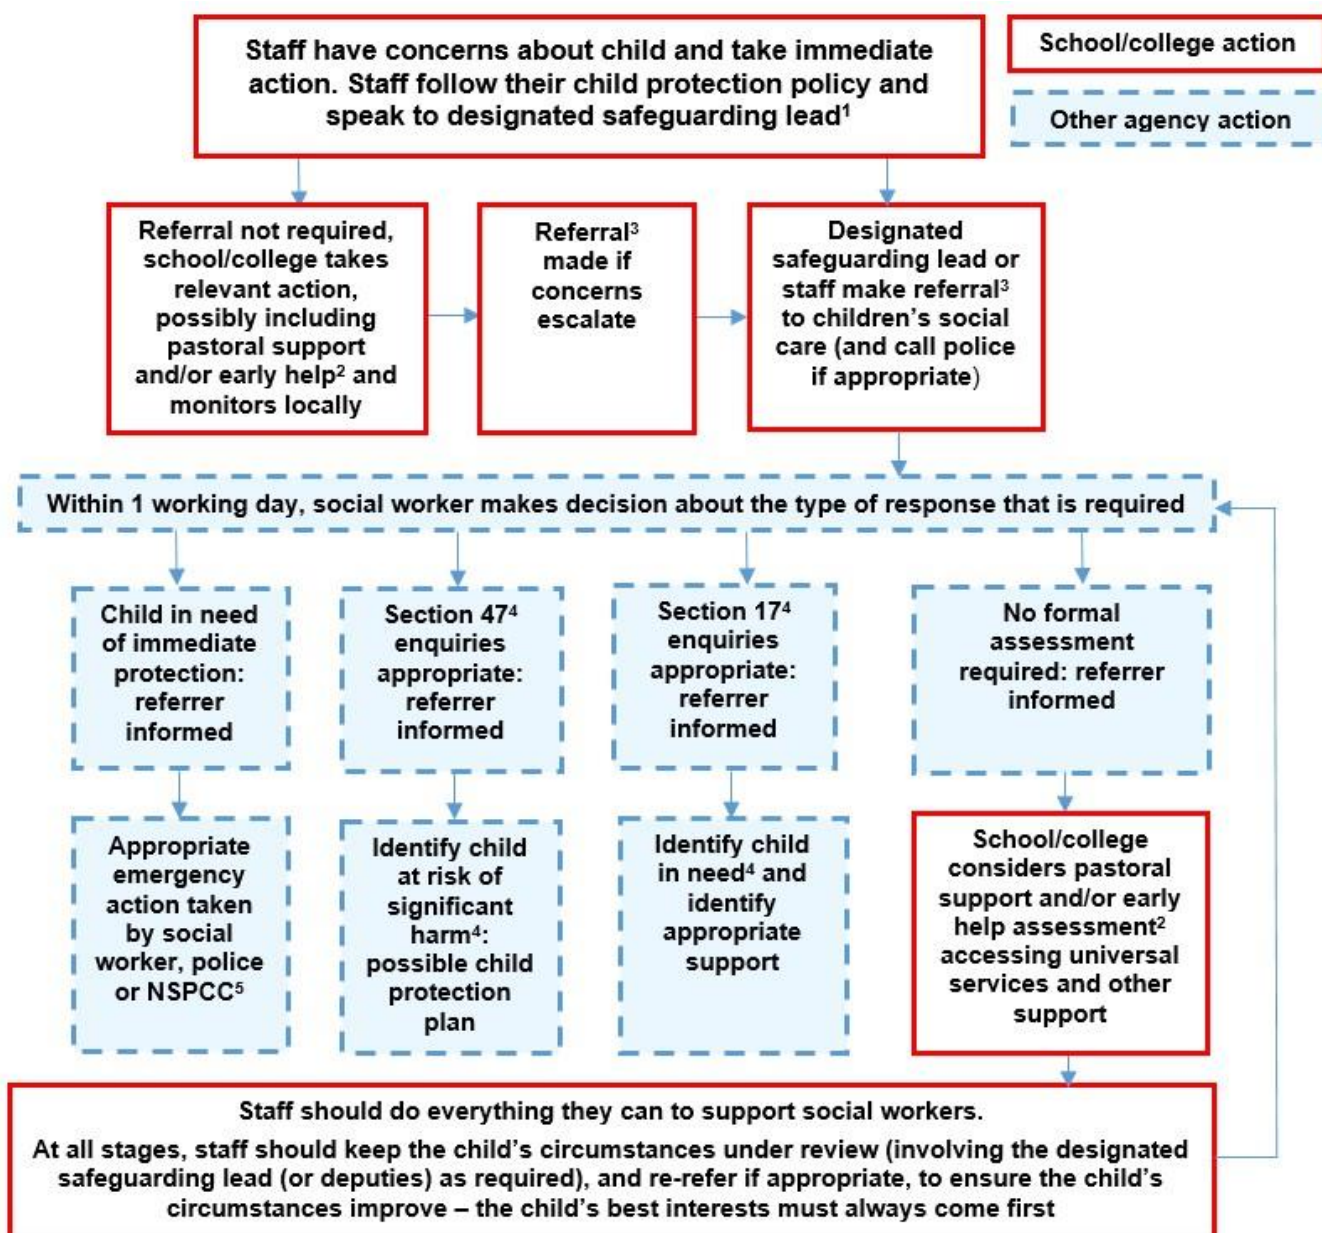 Staff have concerns about child and take immediate
action. Staff follow their child protection policy and
speak to designated safeguarding lead¹
School/college action
Other agency action
Referral not required,
school/college takes
relevant action,
possibly including
pastoral support
and/or early help² and
monitors locally
Referral³
made if
concerns
escalate
Designated
safeguarding lead or
staff make referral³
to children’s social
care (and call police
if appropriate)
Within 1 working day, social worker makes decision about the type of response that is required
Child in need
of immediate
protection:
referrer
informed
Section 47⁴
enquiries
appropriate:
referrer
informed
Section 17⁴
enquiries
appropriate:
referrer
informed
No formal
assessment
required: referrer
informed
Appropriate
emergency
action taken
by social
worker, police
or NSPCC⁵
Identify child
at risk of
significant
harm⁴:
possible child
protection
plan
Identify child
in need⁴ and
identify
appropriate
support
School/college
considers pastoral
support and/or early
help assessment²
accessing universal
services and other
support
Staff should do everything they can to support social workers.
At all stages, staff should keep the child’s circumstances under review (involving the designated
safeguarding lead (or deputies) as required), and re-refer if appropriate, to ensure the child’s
circumstances improve – the child’s best interests must always come first